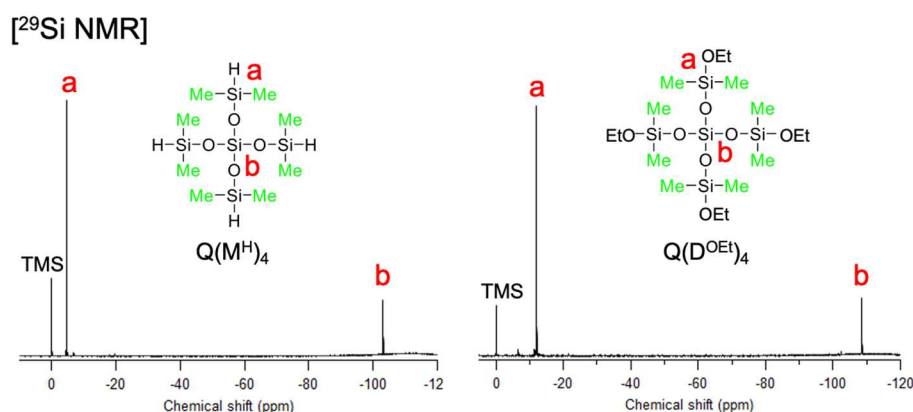 [²⁹Si NMR]
a
H
a
Me Si Me
O
Me Me
H Si O Si O Si H
Me b Me
O
Me Si Me
H
Q(Mᴴ)₄
TMS
b
0 -20 -40 -60 -80 -100 -12
Chemical shift (ppm)
a
OEt
a
Me Si Me
O
Me Me
EtO Si O Si O Si OEt
Me b Me
O
Me Si Me
OEt
Q(Dᴼᴱᵗ)₄
TMS
b
0 -20 -40 -60 -80 -100 -120
Chemical shift (ppm)